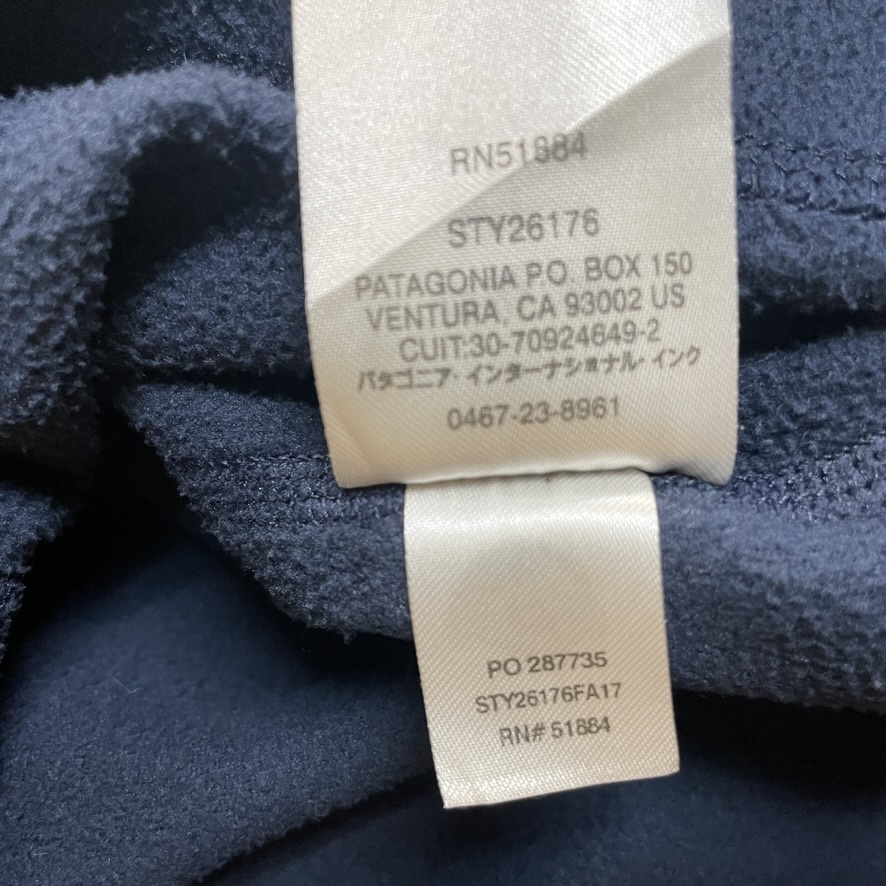 RN51884
STY26176
PATAGONIA P.O. BOX 150
VENTURA, CA 93002 US
CUIT:30-70924649-2
パタゴニア・インターナショナル・インク
0467-23-8961
PO 287735
STY26176FA17
RN# 51884